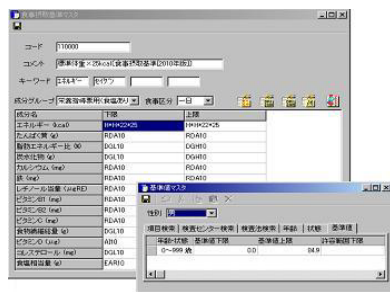 食事摂取基準マスタ
コード 110000
コメント 標準体重×25kcal(食事摂取基準[2010年版])
キーワード エネルギー セイゲン
成分グループ 栄養指導票用(食塩あり) 食事区分 一日
成分名 下限 上限
エネルギー (kcal) H*H*22*25 H*H*22*25
たんぱく質 (g) RDA10 RDA10
脂肪エネルギー比 (%) DGL10 DGH10
炭水化物 (g) DGL10 DGH10
カルシウム (mg) RDA10 RDA10
鉄 (mg) RDA10 RDA10
レチノール当量 (μgRE) RDA10
ビタミンB1 (mg) RDA10
ビタミンB2 (mg) RDA10
ビタミンC (mg) RDA10
食物繊維総量 (g) DGL10
ビタミンD (μg) AI10
コレステロール (mg) DGL10
食塩相当量 (g) EAR10
基準値マスタ
性別 男
項目検索 検査センター検索 検査法検索 年齢 状態 基準値
年齢・状態 基準値下限 基準値上限 許容範囲下限
0～999 歳 0.0 84.9